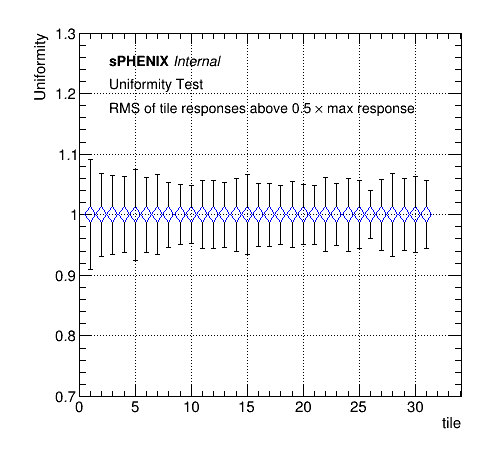 1.3
Uniformity
sPHENIX Internal
Uniformity Test
1.2
RMS of tile responses above 0.5 × max response
1.1
1
0.9
0.8
0.7
0 5 10 15 20 25 30
tile